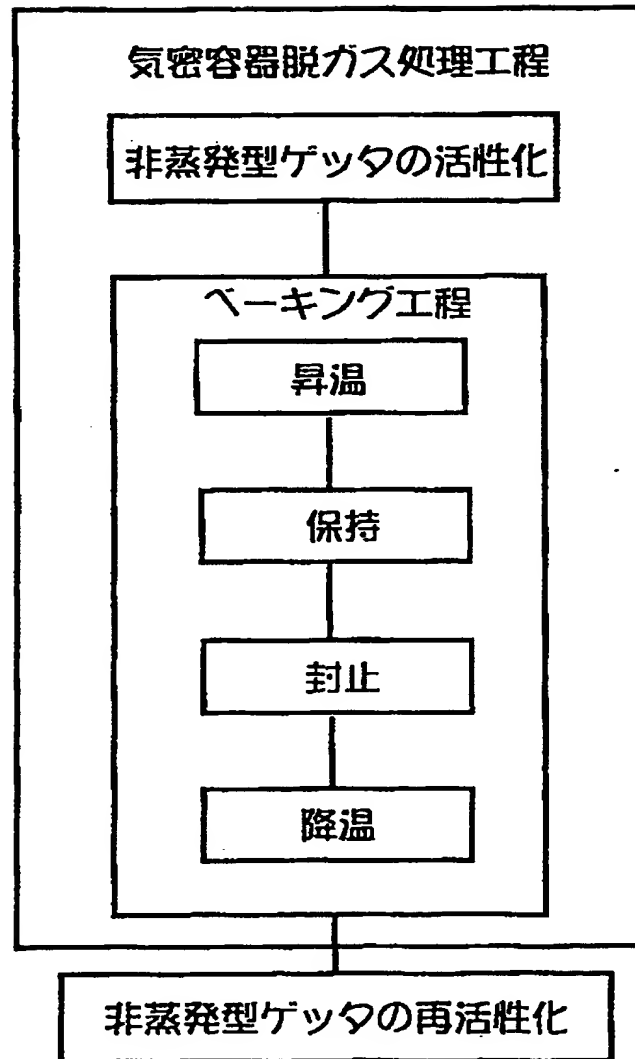 気密容器脱ガス処理工程
非蒸発型ゲッタの活性化
ベーキング工程
昇温
保持
封止
降温
非蒸発型ゲッタの再活性化